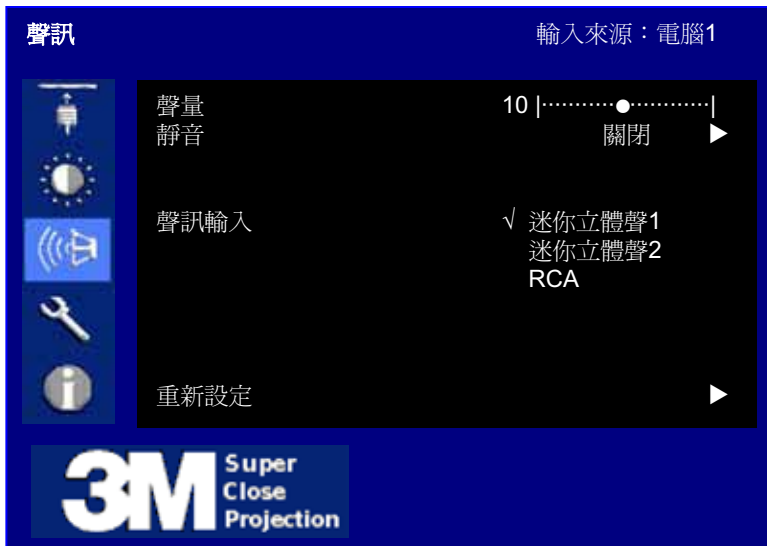 聲訊
輸入來源：電腦1
聲量 10 |···········●···········|
靜音 關閉 ▶
聲訊輸入 √ 迷你立體聲1
迷你立體聲2
RCA
重新設定 ▶
3M Super
Close
Projection